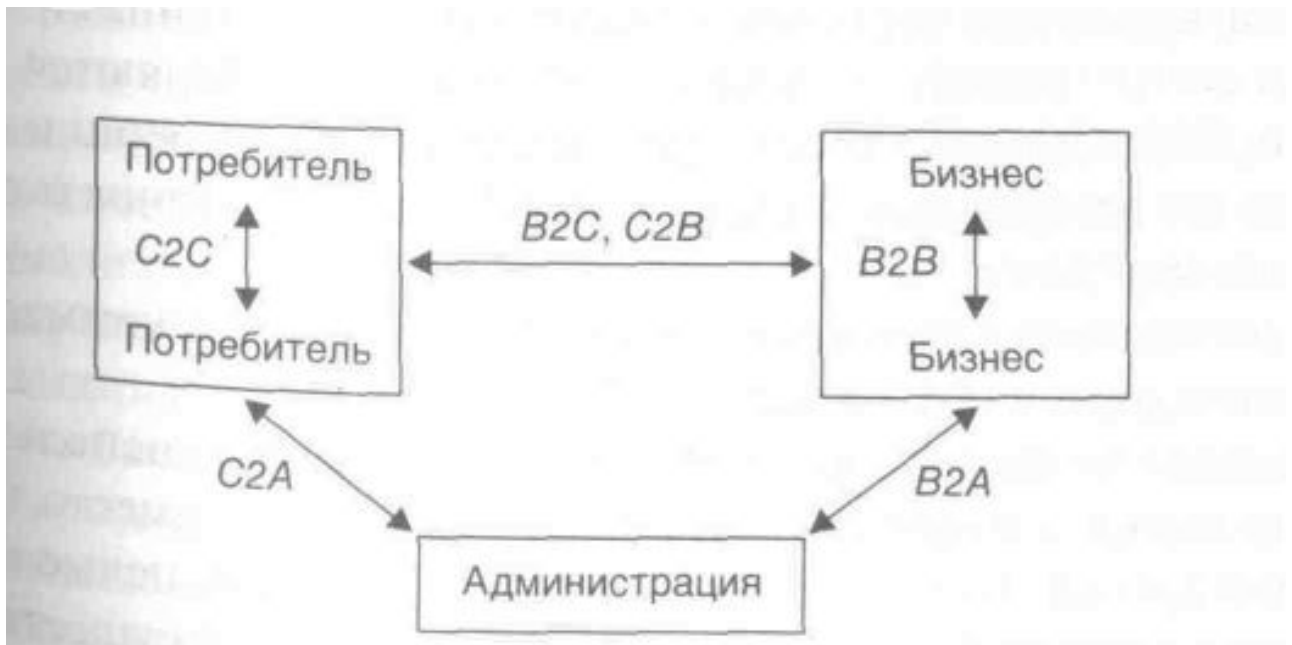 Потребитель
C2C
Потребитель
B2C, C2B
Бизнес
B2B
Бизнес
C2A
B2A
Администрация